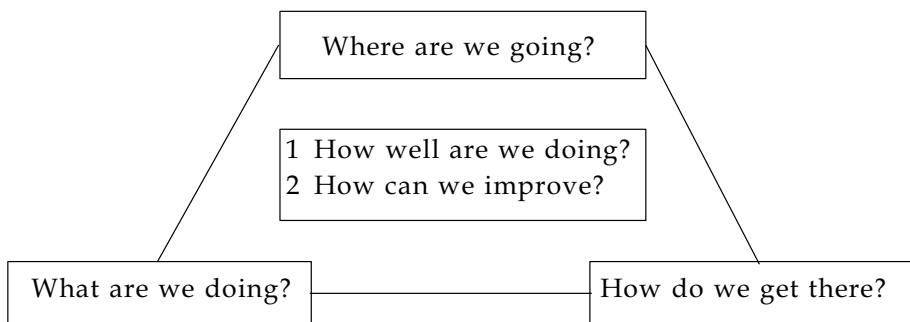 Where are we going?
1 How well are we doing?
2 How can we improve?
What are we doing?
How do we get there?